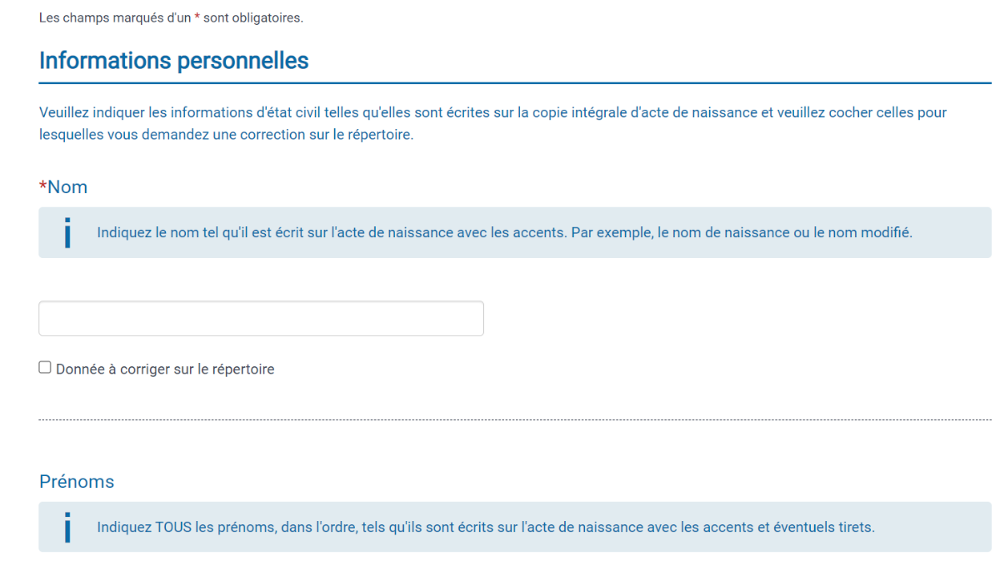 Les champs marqués d'un * sont obligatoires.
Informations personnelles
Veuillez indiquer les informations d'état civil telles qu'elles sont écrites sur la copie intégrale d'acte de naissance et veuillez cocher celles pour
lesquelles vous demandez une correction sur le répertoire.
*Nom
i Indiquez le nom tel qu'il est écrit sur l'acte de naissance avec les accents. Par exemple, le nom de naissance ou le nom modifié.
Donnée à corriger sur le répertoire
Prénoms
i Indiquez TOUS les prénoms, dans l'ordre, tels qu'ils sont écrits sur l'acte de naissance avec les accents et éventuels tirets.